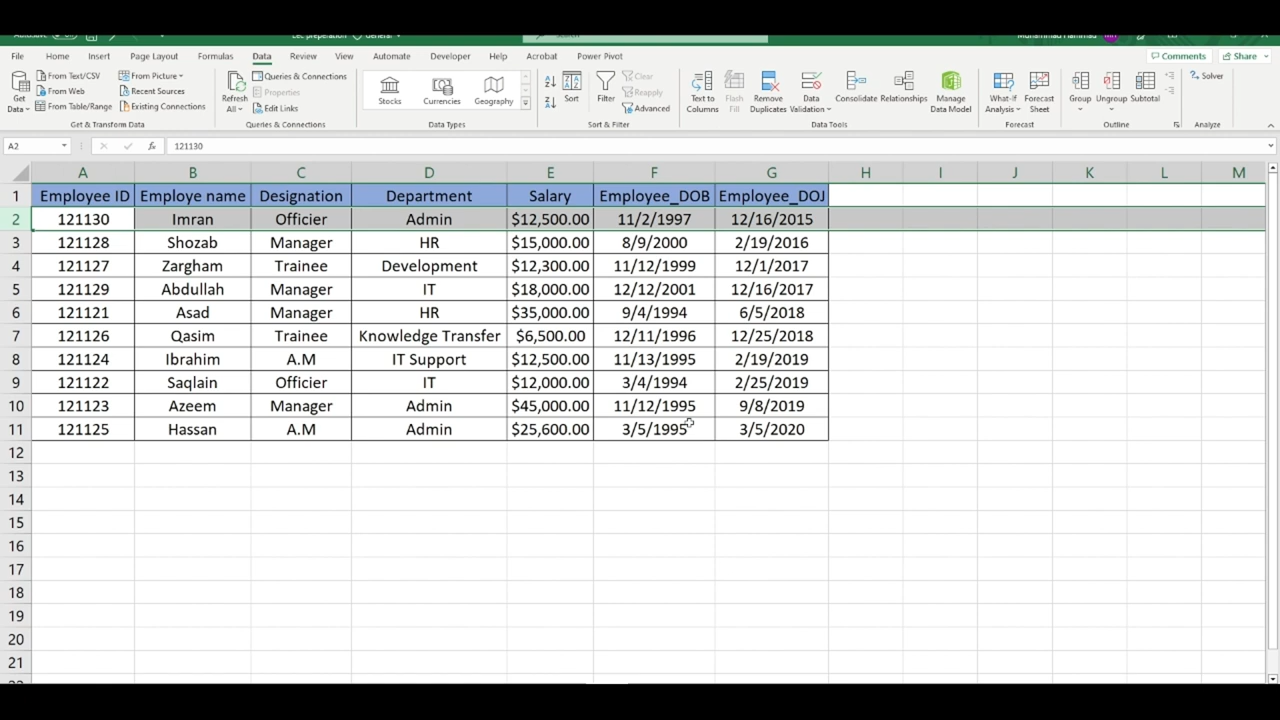 File Home Insert Page Layout Formulas Data Review View Automate Developer Help Acrobat Power Pivot Comments Share
Get Data From Text/CSV From Web From Table/Range From Picture Recent Sources Existing Connections
Refresh All Queries & Connections Properties Edit Links
Stocks Currencies Geography
Sort Filter Clear Reapply Advanced
Text to Columns Flash Fill Remove Duplicates Data Validation Consolidate Relationships Manage Data Model
What-If Analysis Forecast Sheet Group Ungroup Subtotal Solver
Get & Transform Data Queries & Connections Data Types Sort & Filter Data Tools Forecast Outline Analyze
A2 fx 121130
A B C D E F G H I J K L M
1 Employee ID Employe name Designation Department Salary Employee_DOB Employee_DOJ
2 121130 Imran Officier Admin $12,500.00 11/2/1997 12/16/2015
3 121128 Shozab Manager HR $15,000.00 8/9/2000 2/19/2016
4 121127 Zargham Trainee Development $12,300.00 11/12/1999 12/1/2017
5 121129 Abdullah Manager IT $18,000.00 12/12/2001 12/16/2017
6 121121 Asad Manager HR $35,000.00 9/4/1994 6/5/2018
7 121126 Qasim Trainee Knowledge Transfer $6,500.00 12/11/1996 12/25/2018
8 121124 Ibrahim A.M IT Support $12,500.00 11/13/1995 2/19/2019
9 121122 Saqlain Officier IT $12,000.00 3/4/1994 2/25/2019
10 121123 Azeem Manager Admin $45,000.00 11/12/1995 9/8/2019
11 121125 Hassan A.M Admin $25,600.00 3/5/1995 3/5/2020
12
13
14
15
16
17
18
19
20
21